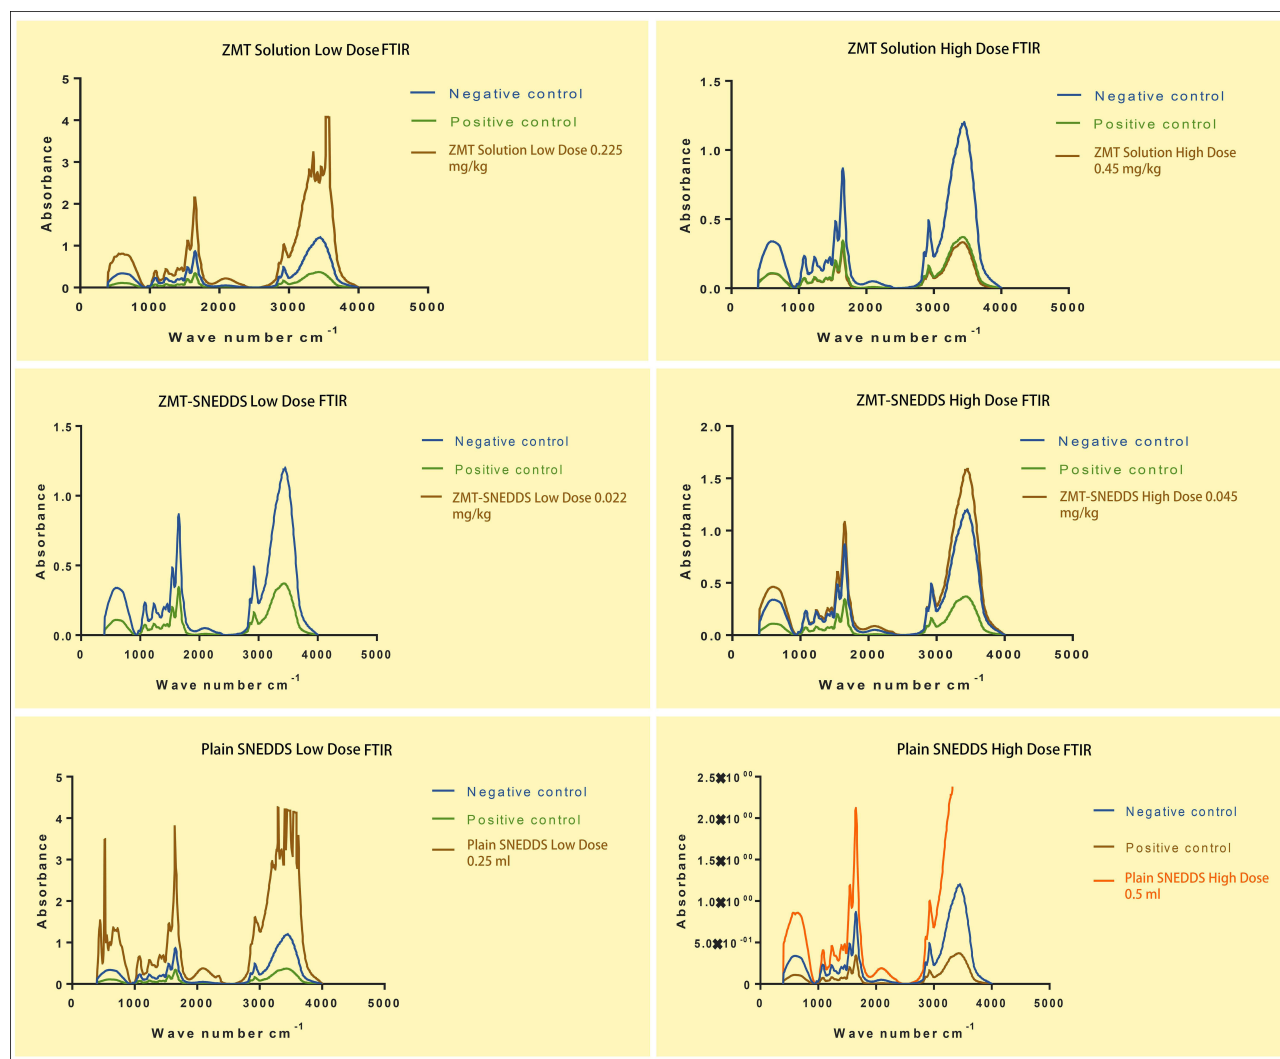 ZMT Solution Low Dose FTIR
5
4
3
2
1
0
Absorbance
0 1000 2000 3000 4000 5000
Wave number cm-1
Negative control
Positive control
ZMT Solution Low Dose 0.225
mg/kg
ZMT Solution High Dose FTIR
1.5
1.0
0.5
0.0
Absorbance
0 1000 2000 3000 4000 5000
Wave number cm-1
Negative control
Positive control
ZMT Solution High Dose
0.45 mg/kg
ZMT-SNEDDS Low Dose FTIR
1.5
1.0
0.5
0.0
Absorbance
0 1000 2000 3000 4000 5000
Wave number cm-1
Negative control
Positive control
ZMT-SNEDDS Low Dose 0.022
mg/kg
ZMT-SNEDDS High Dose FTIR
2.0
1.5
1.0
0.5
0.0
Absorbance
0 1000 2000 3000 4000 5000
Wave number cm-1
Negative control
Positive control
ZMT-SNEDDS High Dose 0.045
mg/kg
Plain SNEDDS Low Dose FTIR
5
4
3
2
1
0
Absorbance
0 1000 2000 3000 4000 5000
Wave number cm-1
Negative control
Positive control
Plain SNEDDS Low Dose
0.25 ml
Plain SNEDDS High Dose FTIR
2.5✖10 00
2.0✖10 00
1.5✖10 00
1.0✖10 00
5.0✖10 -01
0
Absorbance
0 1000 2000 3000 4000 5000
Wave number cm-1
Negative control
Positive control
Plain SNEDDS High Dose
0.5 ml